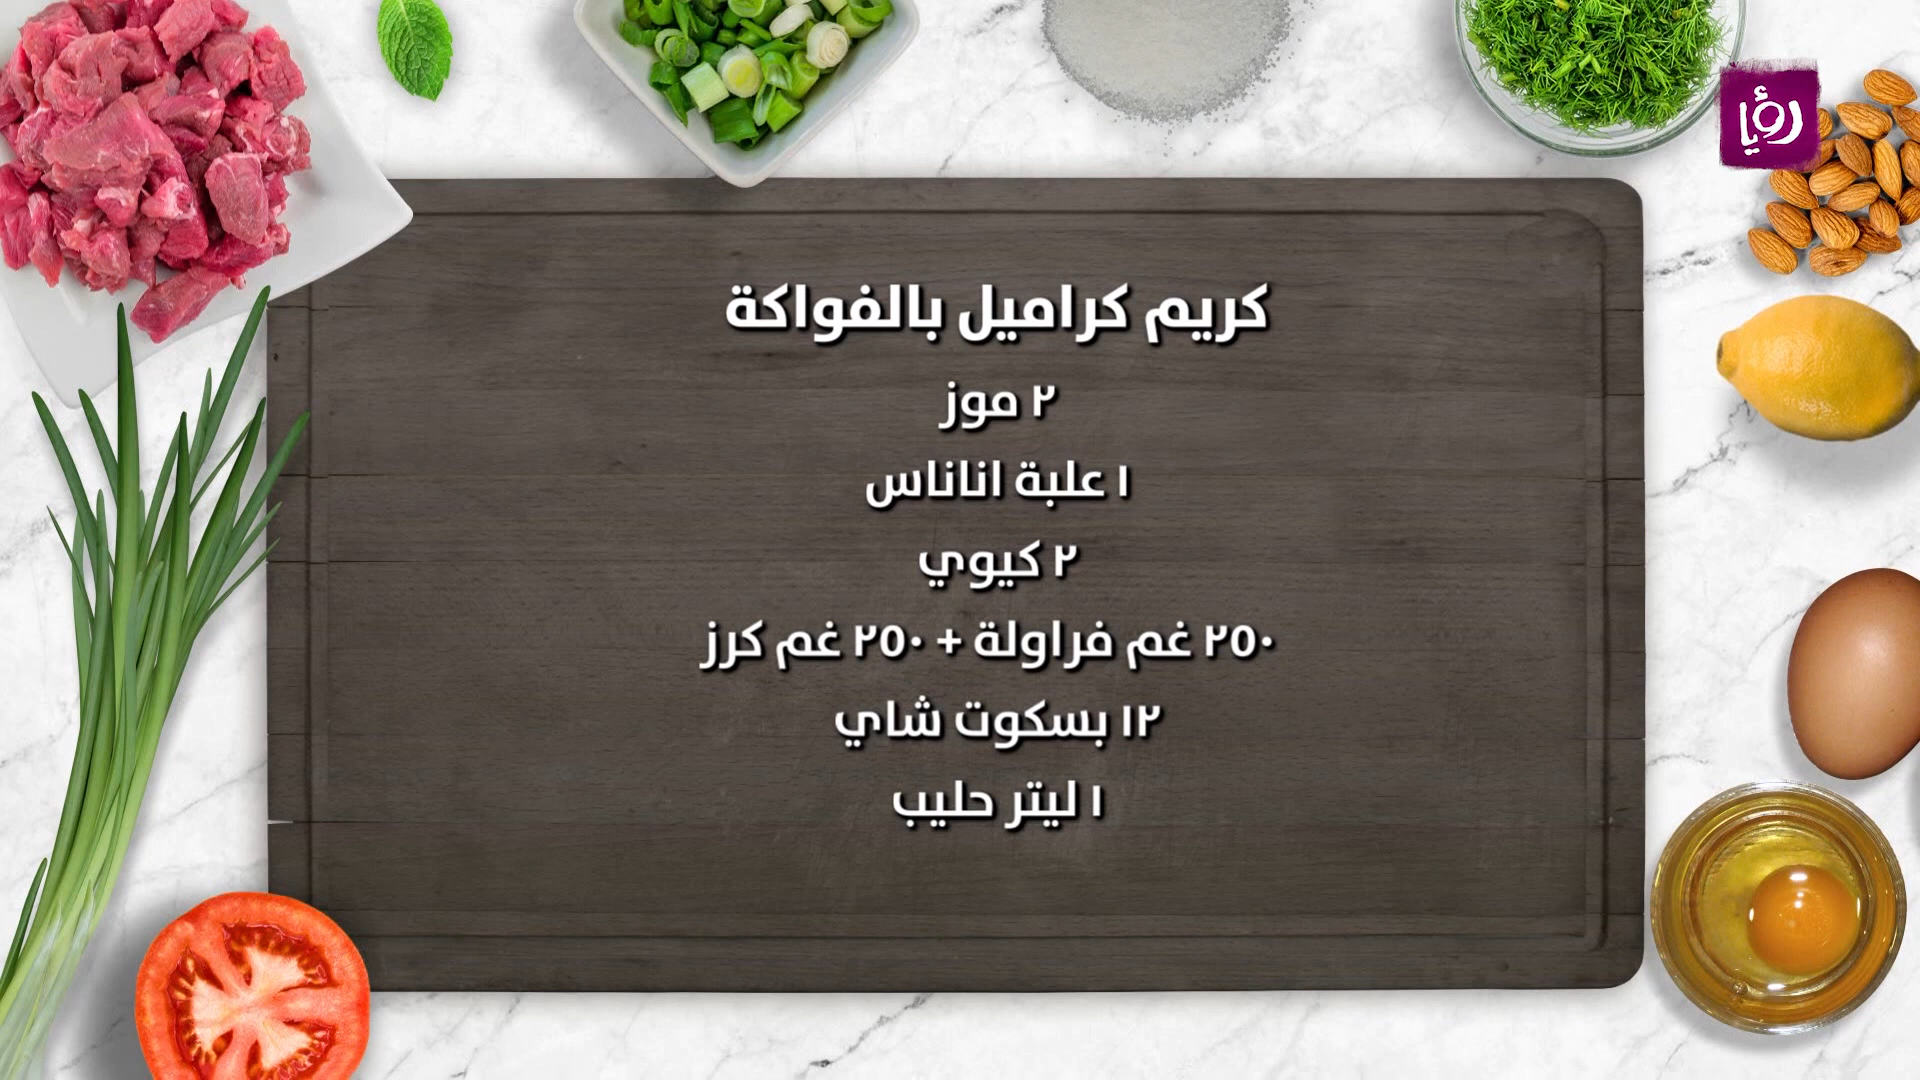 رؤيا
كريم كراميل بالفواكة
٢ موز
١ علبة اناناس
٢ كيوي
٢٥٠ غم فراولة + ٢٥٠ غم كرز
١٢ بسكوت شاي
١ ليتر حليب